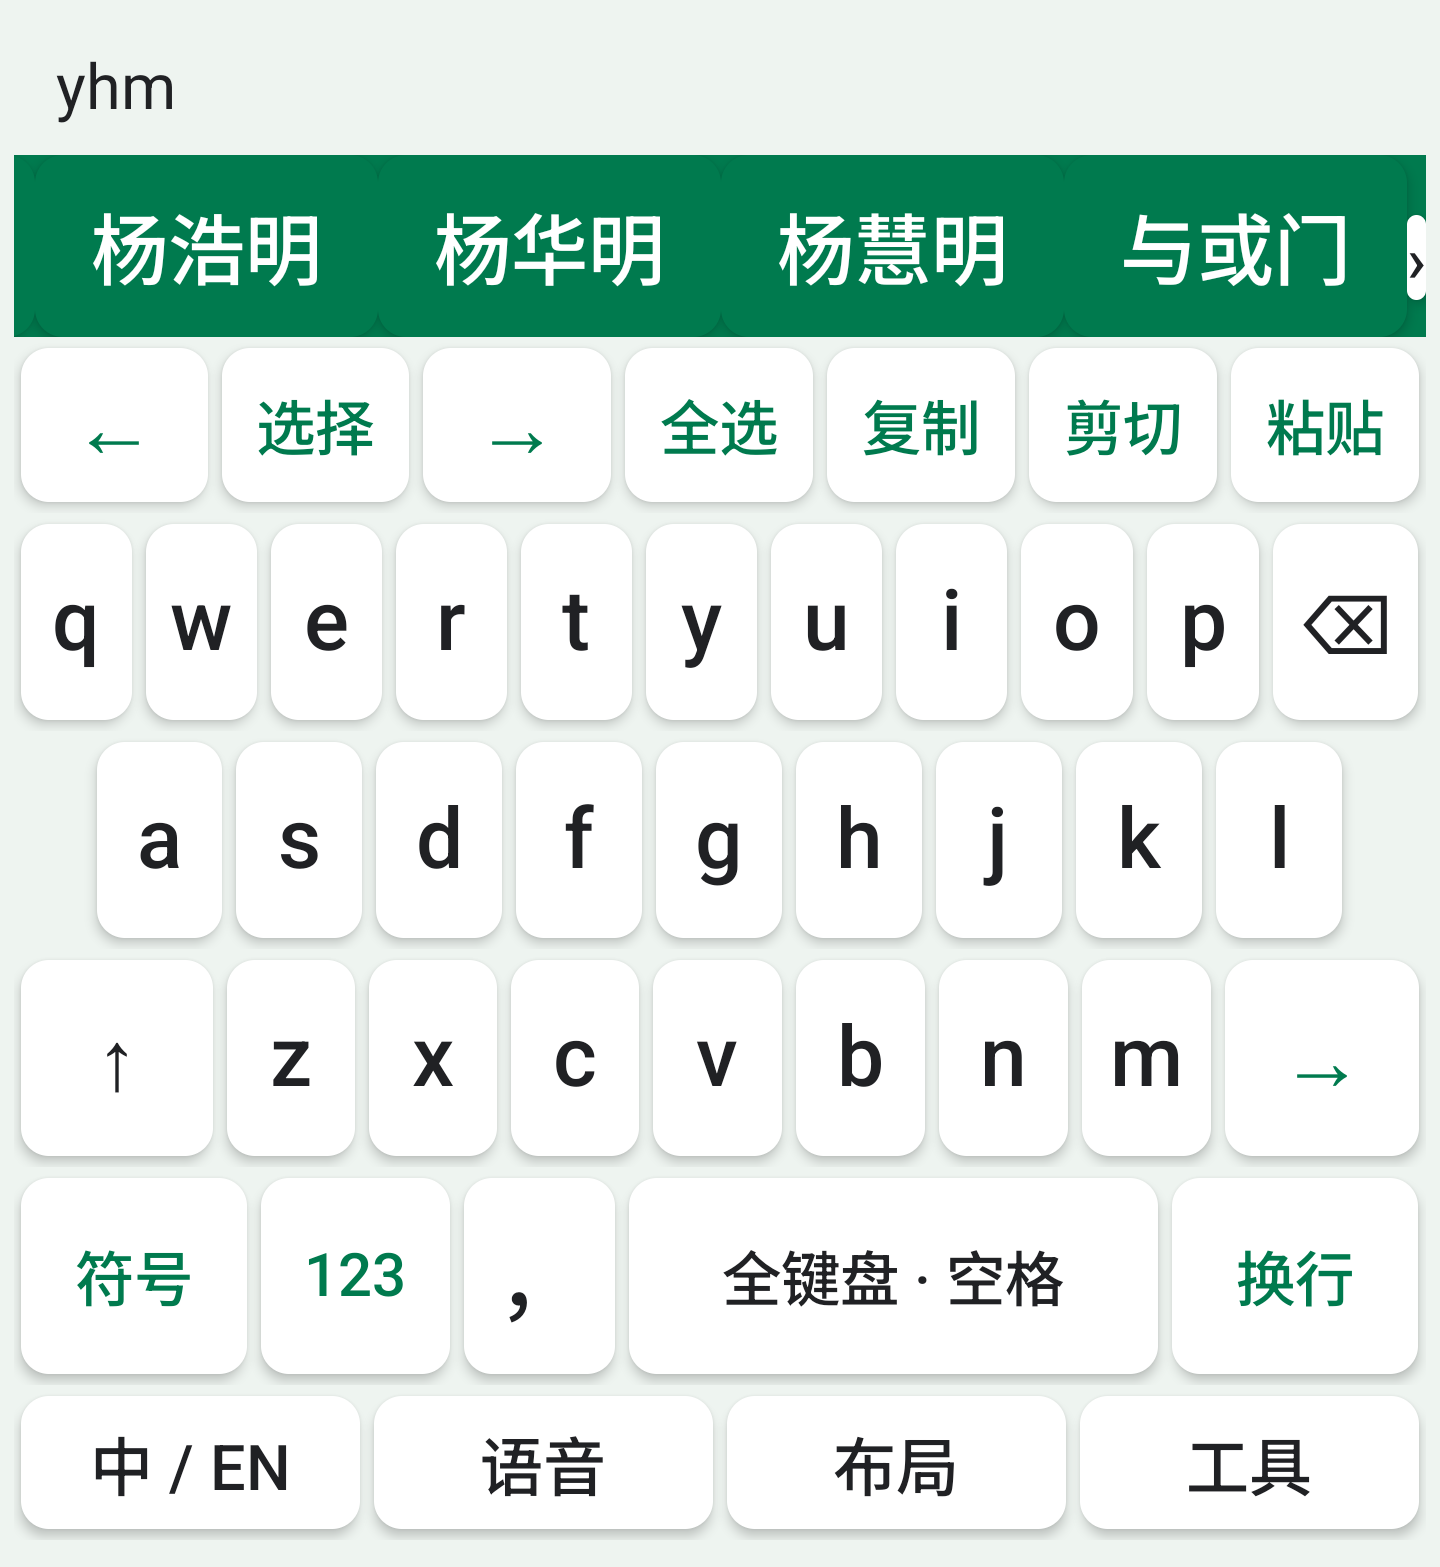 yhm
杨浩明 杨华明 杨慧明 与或门 ›
← 选择 → 全选 复制 剪切 粘贴
q w e r t y u i o p ⌫
a s d f g h j k l
↑ z x c v b n m →
符号 123 ， 全键盘 · 空格 换行
中 / EN 语音 布局 工具